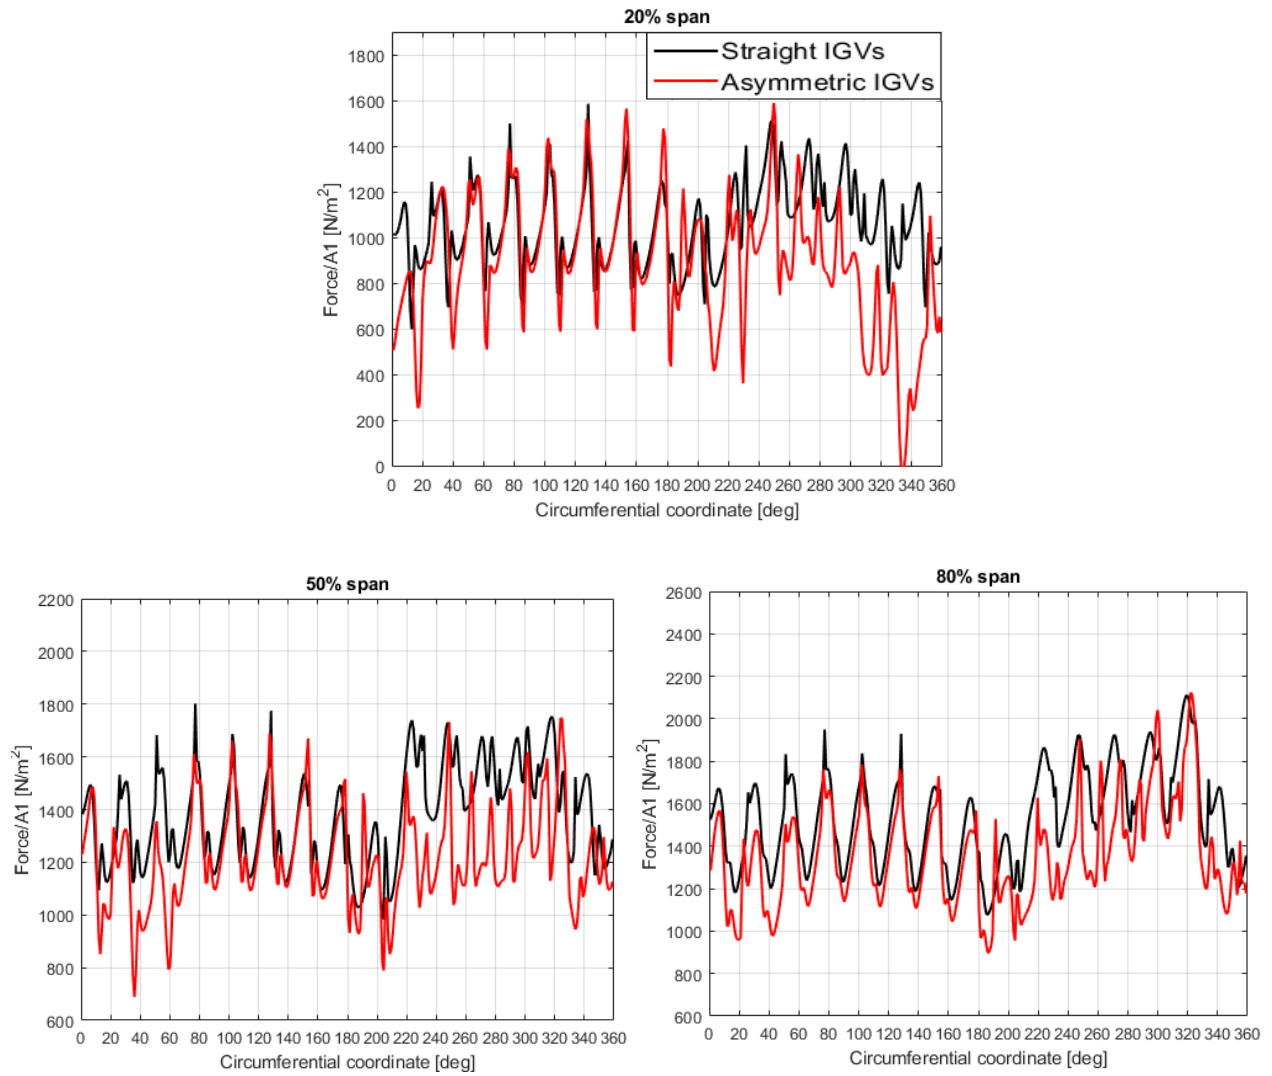 20% span
Straight IGVs
Asymmetric IGVs
1800
1600
1400
1200
1000
800
600
400
200
0
Force/A1 [N/m²]
0 20 40 60 80 100 120 140 160 180 200 220 240 260 280 300 320 340 360
Circumferential coordinate [deg]
50% span
2200
2000
1800
1600
1400
1200
1000
800
600
Force/A1 [N/m²]
0 20 40 60 80 100 120 140 160 180 200 220 240 260 280 300 320 340 360
Circumferential coordinate [deg]
80% span
2600
2400
2200
2000
1800
1600
1400
1200
1000
800
600
Force/A1 [N/m²]
0 20 40 60 80 100 120 140 160 180 200 220 240 260 280 300 320 340 360
Circumferential coordinate [deg]